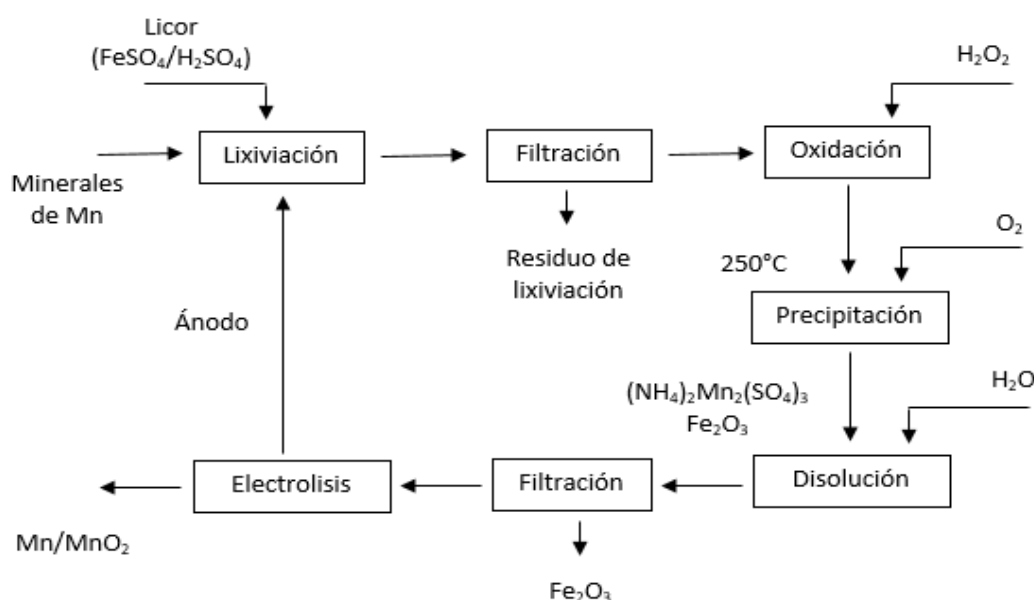 Licor
(FeSO₄/H₂SO₄)
H₂O₂
Lixiviación
Filtración
Oxidación
Minerales
de Mn
Residuo de
lixiviación
O₂
250°C
Precipitación
Ánodo
(NH₄)₂Mn₂(SO₄)₃
Fe₂O₃
H₂O
Electrolisis
Filtración
Disolución
Mn/MnO₂
Fe₂O₃